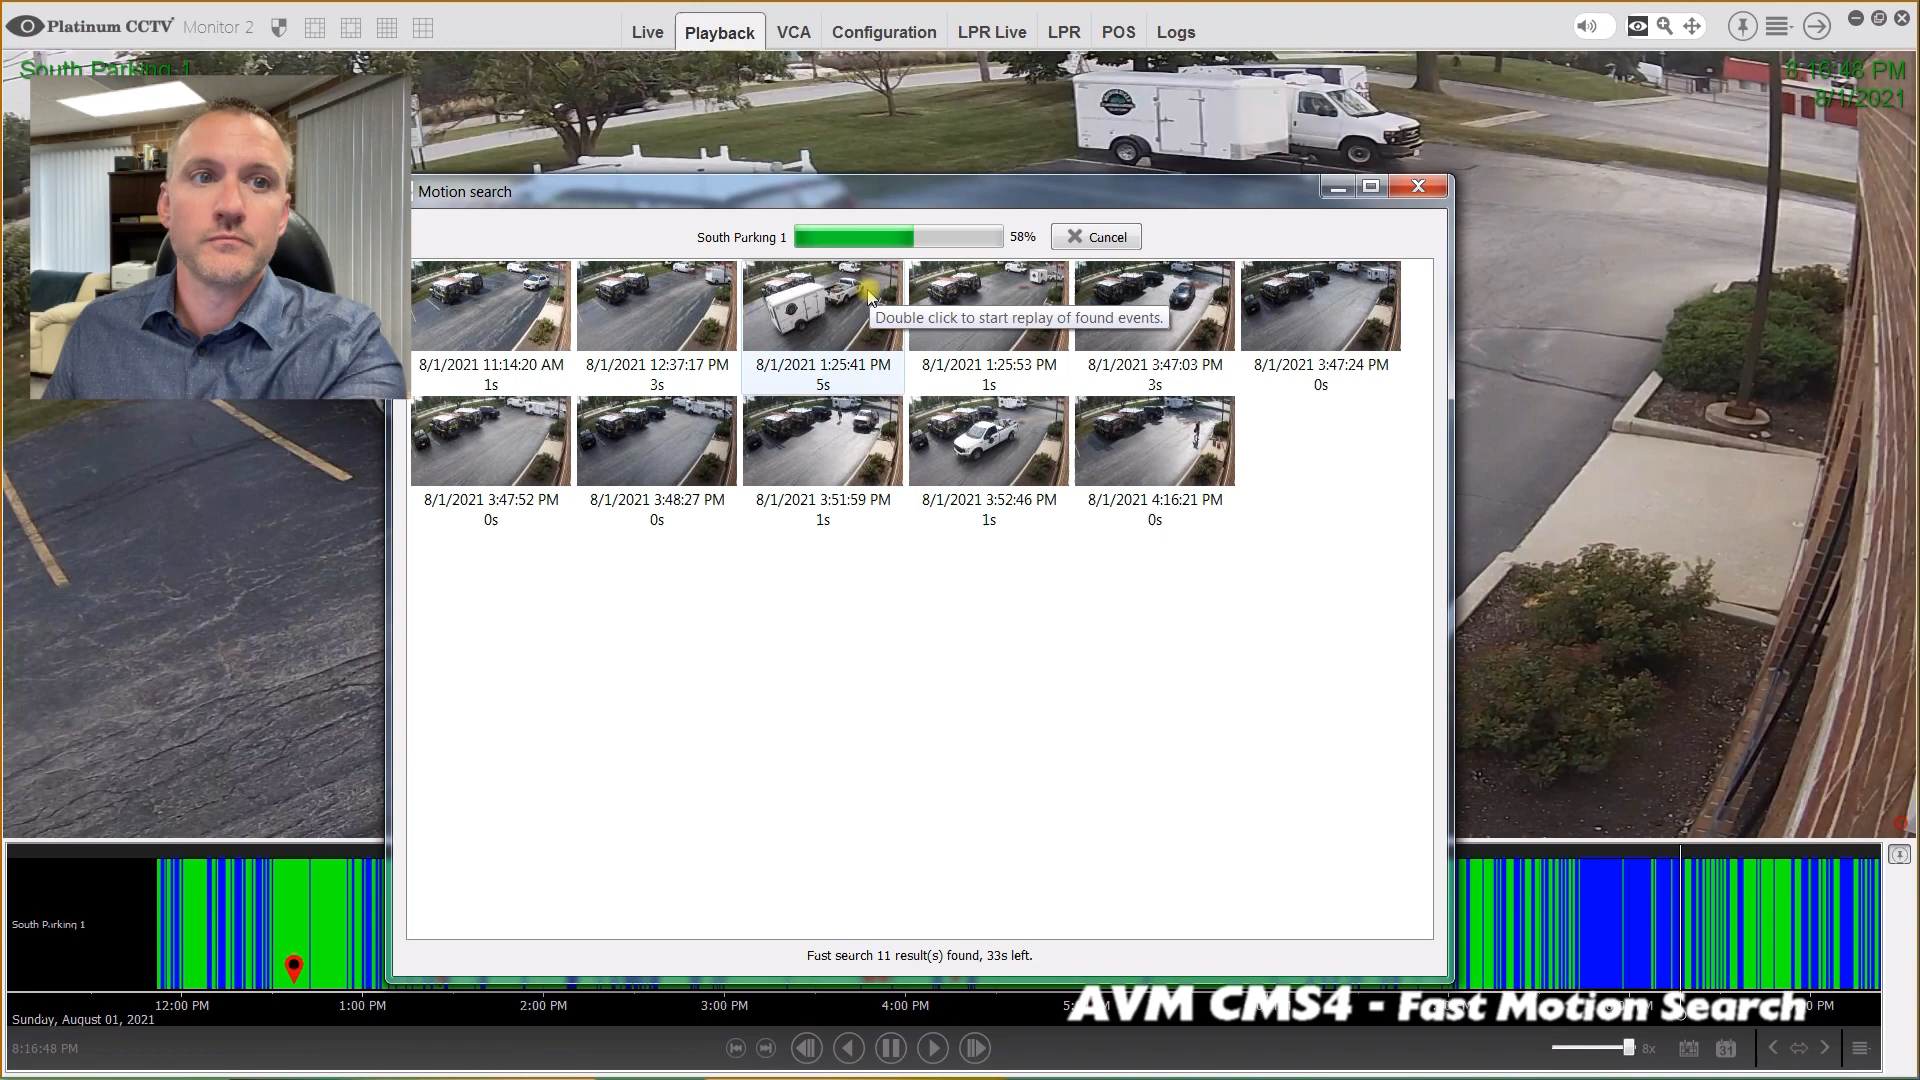 Platinum CCTV Monitor 2
Live Playback VCA Configuration LPR Live LPR POS Logs
South Parking 1
8:16:48 PM
8/1/2021
Motion search
South Parking 1 58% Cancel
Double click to start replay of found events.
8/1/2021 11:14:20 AM 8/1/2021 12:37:17 PM 8/1/2021 1:25:41 PM 8/1/2021 1:25:53 PM 8/1/2021 3:47:03 PM 8/1/2021 3:47:24 PM
1s 3s 5s 1s 3s 0s
8/1/2021 3:47:52 PM 8/1/2021 3:48:27 PM 8/1/2021 3:51:59 PM 8/1/2021 3:52:46 PM 8/1/2021 4:16:21 PM
0s 0s 1s 1s 0s
South Parking 1
Fast search 11 result(s) found, 33s left.
12:00 PM 1:00 PM 2:00 PM 3:00 PM 4:00 PM
AVM CMS4 - Fast Motion Search
Sunday, August 01, 2021
8:16:48 PM
8x
31